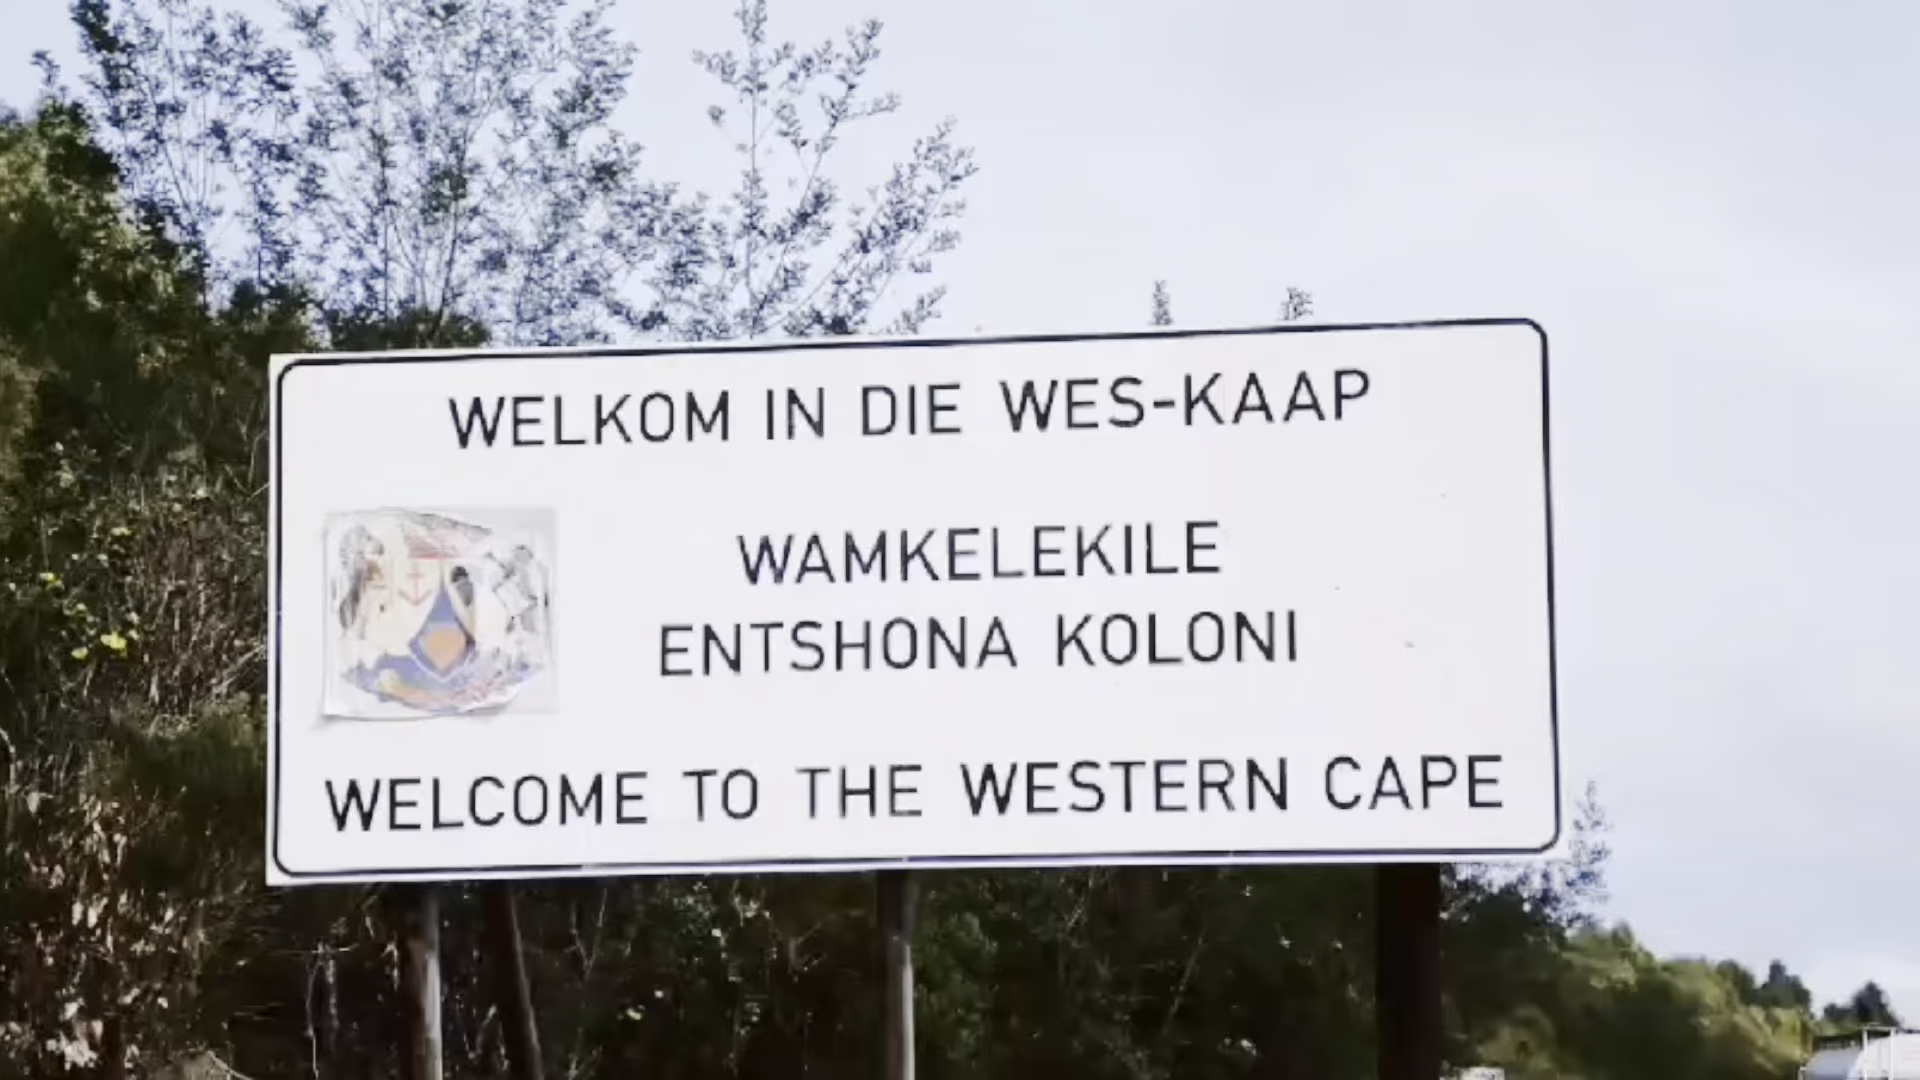 WELKOM IN DIE WES-KAAP
WAMKELEKILE
ENTSHONA KOLONI
WELCOME TO THE WESTERN CAPE